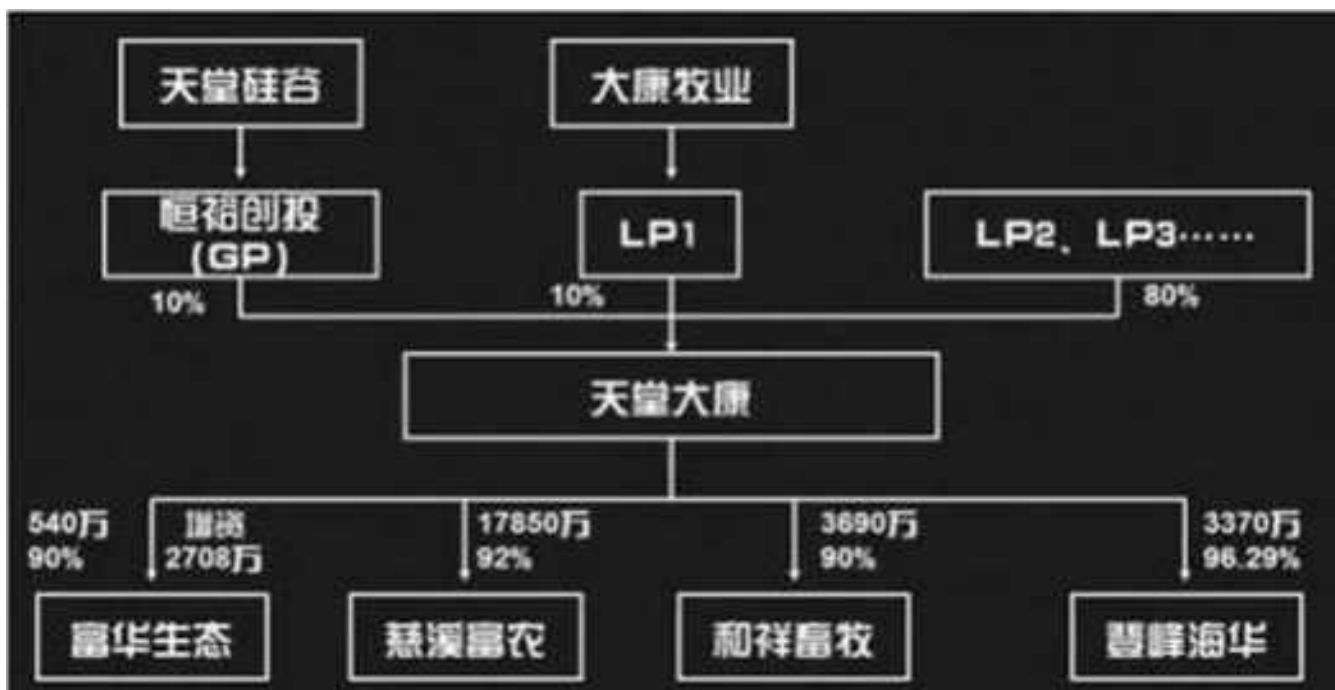 天堂硅谷
大康牧业
恒裕创投
(GP)
LP1
LP2、LP3……
10%
10%
80%
天堂大康
540万
90%
增资
2708万
17850万
92%
3690万
90%
3370万
96.29%
富华生态
慈溪富农
和祥畜牧
登峰海华